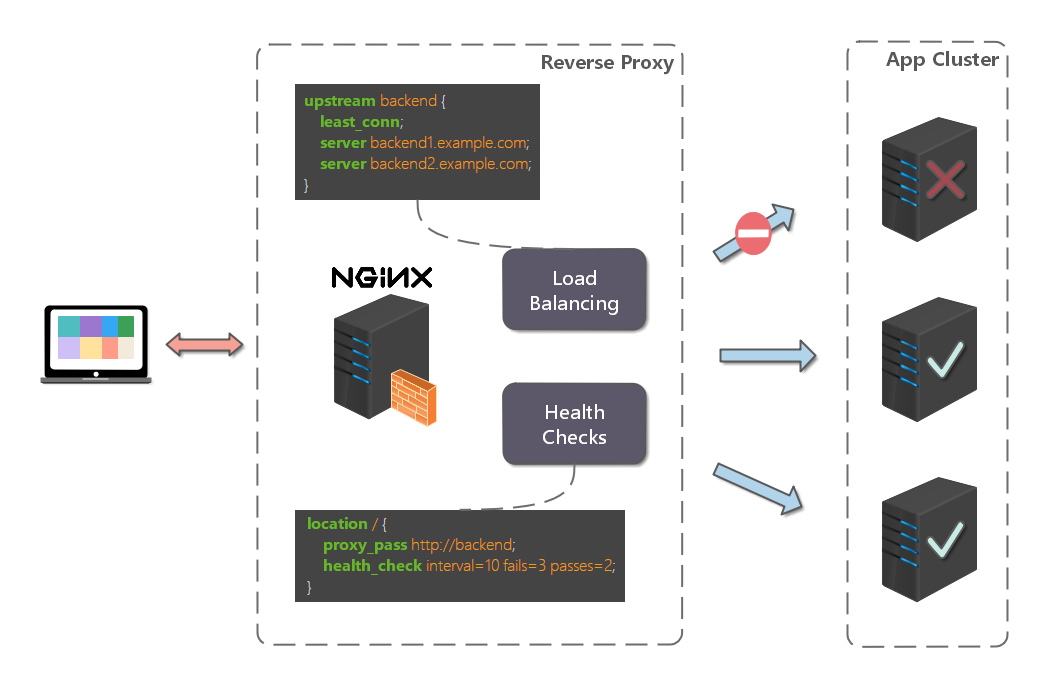 Reverse Proxy
App Cluster
upstream backend {
least_conn;
server backend1.example.com;
server backend2.example.com;
}
NGiNX
Load
Balancing
Health
Checks
location / {
proxy_pass http://backend;
health_check interval=10 fails=3 passes=2;
}